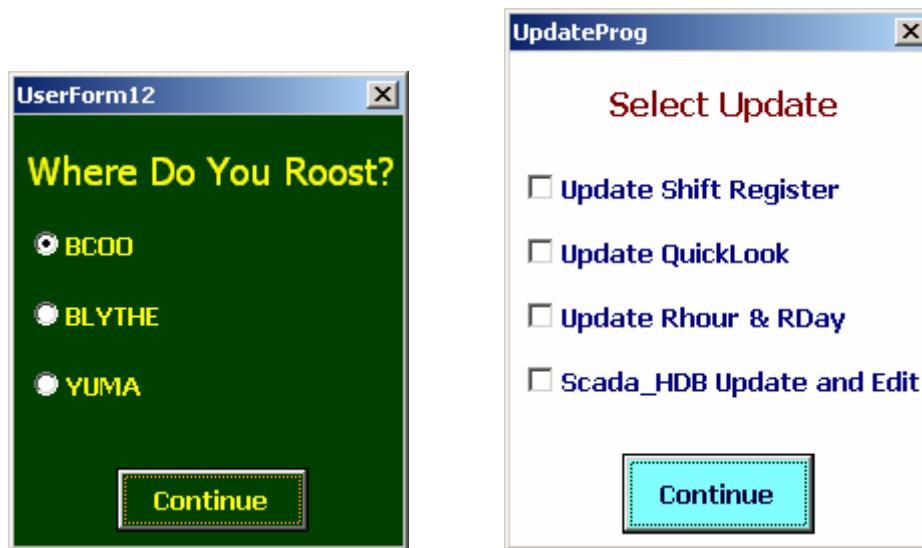 UserForm12
Where Do You Roost?
BCOO
BLYTHE
YUMA
Continue
UpdateProg
Select Update
Update Shift Register
Update QuickLook
Update Rhour & RDay
Scada_HDB Update and Edit
Continue